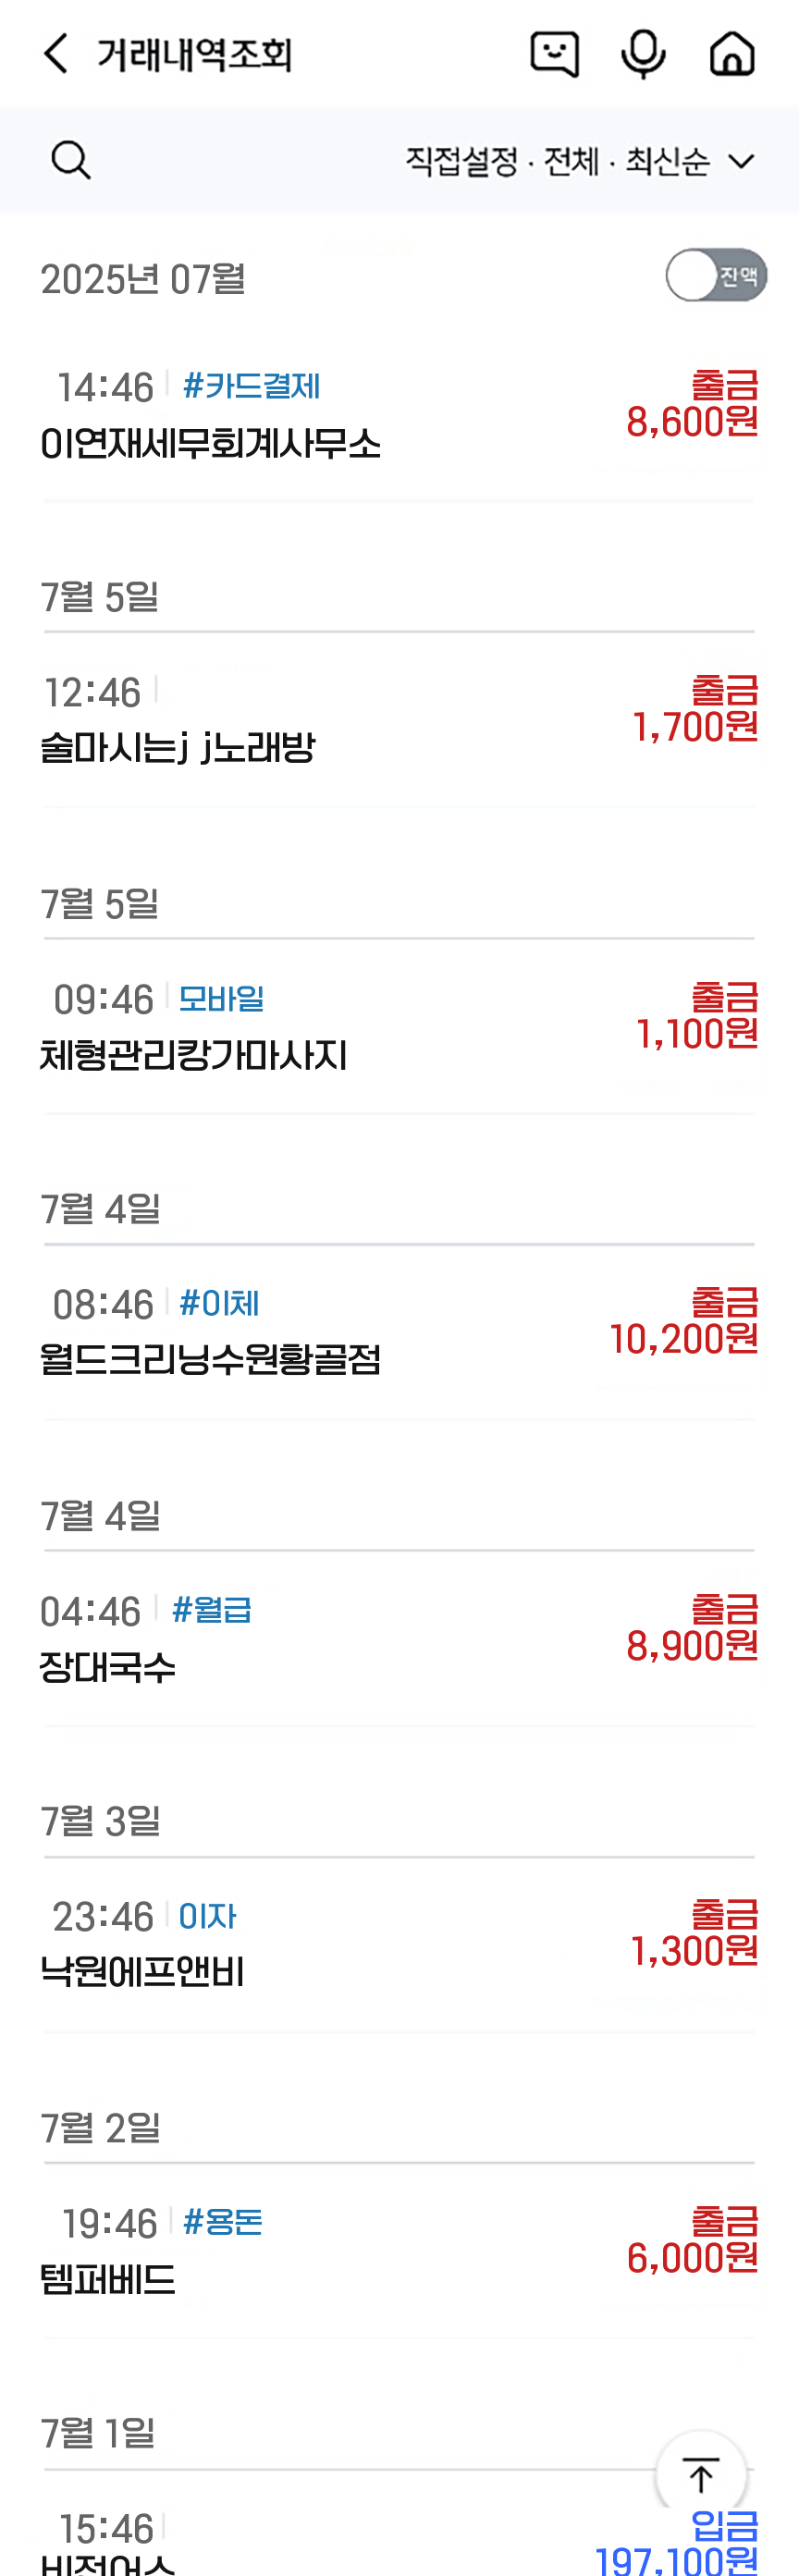 거래내역조회
직접설정 · 전체 · 최신순
2025년 07월
잔액
14:46 #카드결제
출금
이연재세무회계사무소
8,600원
7월 5일
12:46
출금
술마시는j j노래방
1,700원
7월 5일
09:46 모바일
출금
체형관리캉가마사지
1,100원
7월 4일
08:46 #이체
출금
월드크리닝수원황골점
10,200원
7월 4일
04:46 #월급
출금
장대국수
8,900원
7월 3일
23:46 이자
출금
낙원에프앤비
1,300원
7월 2일
19:46 #용돈
출금
템퍼베드
6,000원
7월 1일
15:46
입금
197,100원